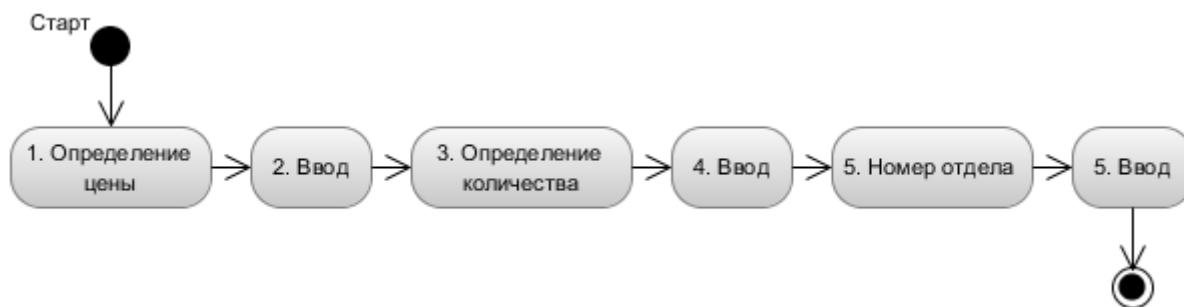 Старт
1. Определение
цены
2. Ввод
3. Определение
количества
4. Ввод
5. Номер отдела
5. Ввод